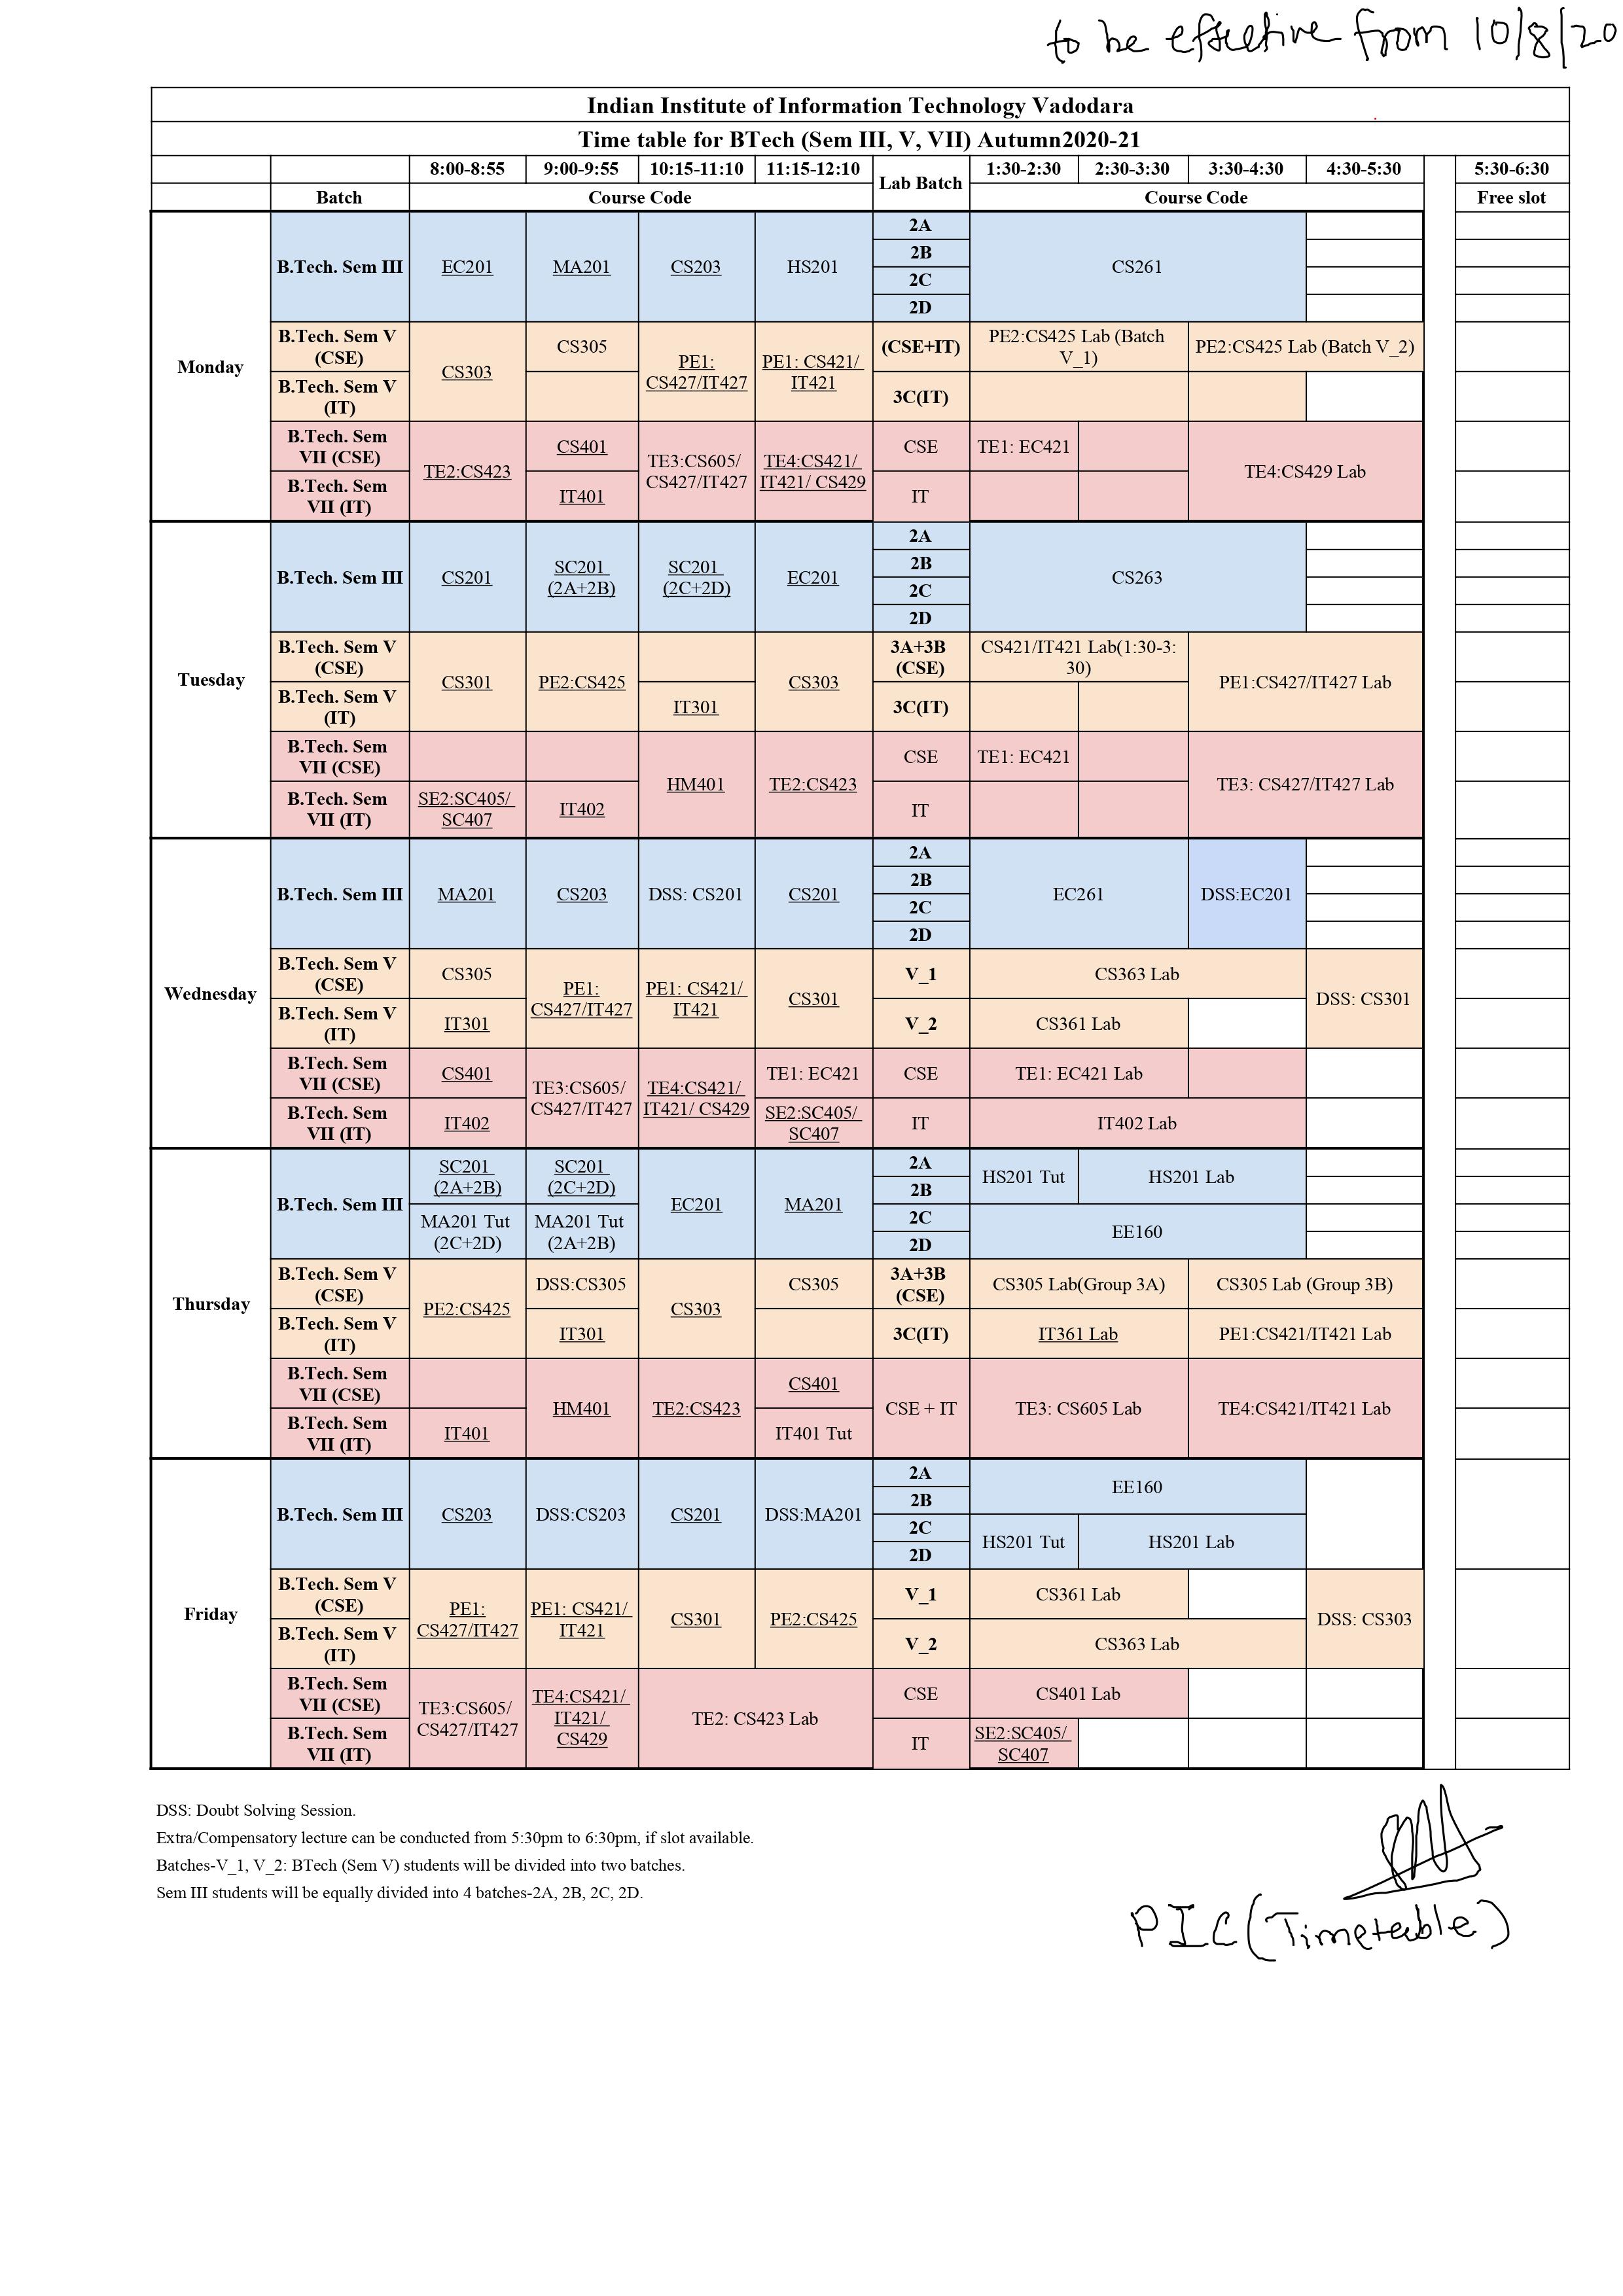 to be effective from 10/8/20
Indian Institute of Information Technology Vadodara
Time table for BTech (Sem III, V, VII) Autumn2020-21
8:00-8:55 9:00-9:55 10:15-11:10 11:15-12:10 Lab Batch 1:30-2:30 2:30-3:30 3:30-4:30 4:30-5:30 5:30-6:30
Batch Course Code Course Code Free slot
Monday
B.Tech. Sem III EC201 MA201 CS203 HS201
2A
2B
2C
2D
CS261
B.Tech. Sem V
(CSE)
CS303
CS305
PE1:
CS427/IT427
PE1: CS421/
IT421
(CSE+IT)
PE2:CS425 Lab (Batch
V_1)
PE2:CS425 Lab (Batch V_2)
B.Tech. Sem V
(IT)
3C(IT)
B.Tech. Sem
VII (CSE)
TE2:CS423
CS401
TE3:CS605/
CS427/IT427
TE4:CS421/
IT421/ CS429
CSE
TE1: EC421
TE4:CS429 Lab
B.Tech. Sem
VII (IT)
IT401
IT
Tuesday
B.Tech. Sem III
CS201
SC201
(2A+2B)
SC201
(2C+2D)
EC201
2A
2B
2C
2D
CS263
B.Tech. Sem V
(CSE)
CS301
PE2:CS425
CS303
3A+3B
(CSE)
CS421/IT421 Lab(1:30-3:
30)
PE1:CS427/IT427 Lab
B.Tech. Sem V
(IT)
IT301
3C(IT)
B.Tech. Sem
VII (CSE)
HM401
TE2:CS423
CSE
TE1: EC421
TE3: CS427/IT427 Lab
B.Tech. Sem
VII (IT)
SE2:SC405/
SC407
IT402
IT
Wednesday
B.Tech. Sem III MA201 CS203 DSS: CS201 CS201
2A
2B
2C
2D
EC261
DSS:EC201
B.Tech. Sem V
(CSE)
CS305
PE1:
CS427/IT427
PE1: CS421/
IT421
CS301
V_1
CS363 Lab
DSS: CS301
B.Tech. Sem V
(IT)
IT301
V_2
CS361 Lab
B.Tech. Sem
VII (CSE)
CS401
TE3:CS605/
CS427/IT427
TE4:CS421/
IT421/ CS429
TE1: EC421
CSE
TE1: EC421 Lab
B.Tech. Sem
VII (IT)
IT402
SE2:SC405/
SC407
IT
IT402 Lab
Thursday
B.Tech. Sem III
SC201
(2A+2B)
SC201
(2C+2D)
MA201 Tut
(2C+2D)
MA201 Tut
(2A+2B)
EC201
MA201
2A
2B
2C
2D
HS201 Tut
HS201 Lab
EE160
B.Tech. Sem V
(CSE)
PE2:CS425
DSS:CS305
CS303
CS305
3A+3B
(CSE)
CS305 Lab(Group 3A)
CS305 Lab (Group 3B)
B.Tech. Sem V
(IT)
IT301
3C(IT)
IT361 Lab
PE1:CS421/IT421 Lab
B.Tech. Sem
VII (CSE)
HM401
TE2:CS423
CS401
CSE + IT
TE3: CS605 Lab
TE4:CS421/IT421 Lab
B.Tech. Sem
VII (IT)
IT401
IT401 Tut
Friday
B.Tech. Sem III CS203 DSS:CS203 CS201 DSS:MA201
2A
2B
2C
2D
EE160
HS201 Tut
HS201 Lab
B.Tech. Sem V
(CSE)
PE1:
CS427/IT427
PE1: CS421/
IT421
CS301
PE2:CS425
V_1
CS361 Lab
DSS: CS303
B.Tech. Sem V
(IT)
V_2
CS363 Lab
B.Tech. Sem
VII (CSE)
TE3:CS605/
CS427/IT427
TE4:CS421/
IT421/
CS429
TE2: CS423 Lab
CSE
CS401 Lab
B.Tech. Sem
VII (IT)
IT
SE2:SC405/
SC407
DSS: Doubt Solving Session.
Extra/Compensatory lecture can be conducted from 5:30pm to 6:30pm, if slot available.
Batches-V_1, V_2: BTech (Sem V) students will be divided into two batches.
Sem III students will be equally divided into 4 batches-2A, 2B, 2C, 2D.
PIC(Timetable)